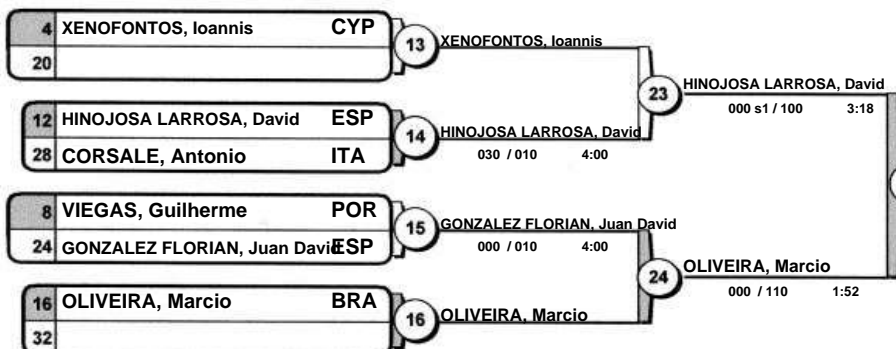 4 XENOFONTOS, Ioannis CYP
20
13
XENOFONTOS, Ioannis
12 HINOJOSA LARROSA, David ESP
28 CORSALE, Antonio ITA
14
HINOJOSA LARROSA, David
030 / 010 4:00
23
HINOJOSA LARROSA, David
000 s1 / 100 3:18
8 VIEGAS, Guilherme POR
24 GONZALEZ FLORIAN, Juan David ESP
15
GONZALEZ FLORIAN, Juan David
000 / 010 4:00
16 OLIVEIRA, Marcio BRA
32
16
OLIVEIRA, Marcio
24
OLIVEIRA, Marcio
000 / 110 1:52